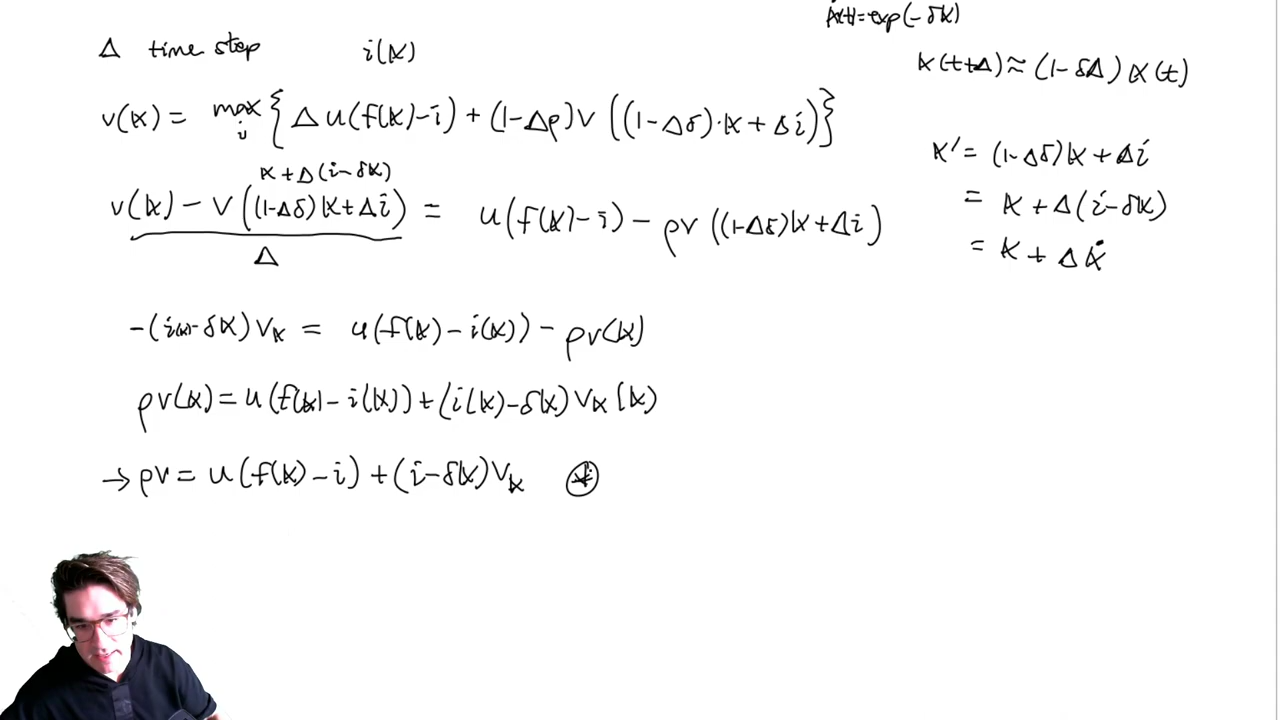 Δ time step i(k)
v(k) = max_i { Δ u(f(k)-i) + (1-Δρ) v ((1-Δδ)·k + Δi) }
k + Δ(i-δk)
v(k) - v((1-Δδ)k + Δi) = u(f(k)-i) - ρv((1-Δδ)k + Δi)
Δ
-(i(k)-δk) v_k = u(f(k) - i(k)) - ρv(k)
ρv(k) = u(f(k) - i(k)) + (i(k) - δk) v_k(k)
→ ρv = u(f(k) - i) + (i-δk) v_k ⊛
= exp(-δk)
k(t+Δ) ≈ (1-δΔ) k(t)
k' = (1-Δδ)k + Δi
= k + Δ(i-δk)
= k + Δk̇